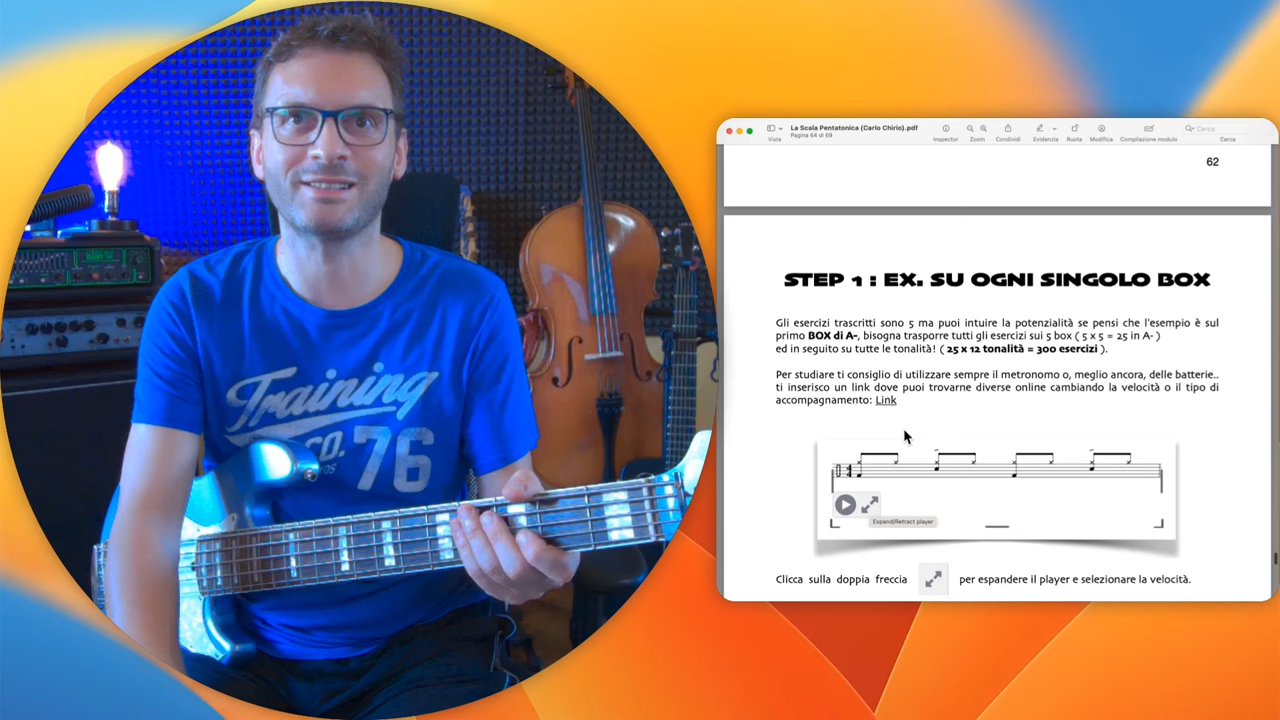 Training
CO.
76
La Scala Pentatonica (Carlo Chirio).pdf
Pagina 64 di 69
Vista
Inspector
Zoom
Condividi
Evidenzia
Ruota
Modifica
Compilazione modulo
Cerca
Cerca
62
STEP 1 : EX. SU OGNI SINGOLO BOX
Gli esercizi trascritti sono 5 ma puoi intuire la potenzialità se pensi che l'esempio è sul
primo BOX di A-, bisogna trasporre tutti gli esercizi sui 5 box ( 5 x 5 = 25 in A- )
ed in seguito su tutte le tonalità! ( 25 x 12 tonalità = 300 esercizi ).
Per studiare ti consiglio di utilizzare sempre il metronomo o, meglio ancora, delle batterie..
ti inserisco un link dove puoi trovarne diverse online cambiando la velocità o il tipo di
accompagnamento: Link
Expand/Retract player
Clicca sulla doppia freccia per espandere il player e selezionare la velocità.